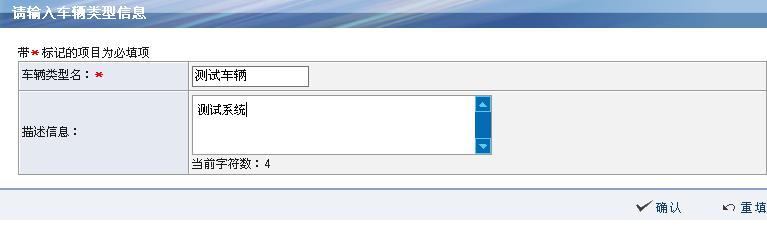 请输入车辆类型信息
带*标记的项目为必填项
车辆类型名：* 测试车辆
描述信息： 测试系统
当前字符数：4
确认 重填